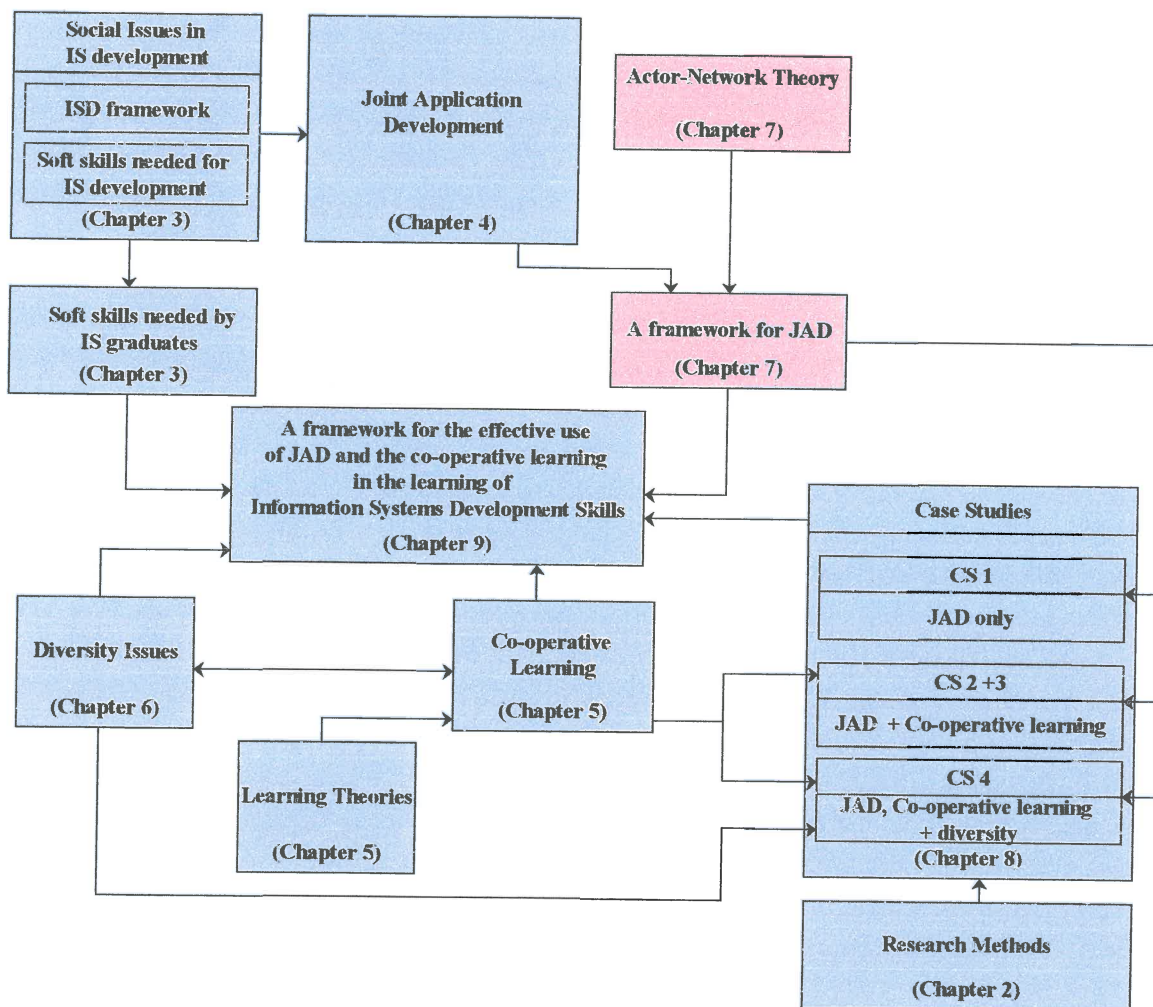 Social Issues in
IS development
ISD framework
Soft skills needed for
IS development
(Chapter 3)
Joint Application
Development
(Chapter 4)
Actor-Network Theory
(Chapter 7)
Soft skills needed by
IS graduates
(Chapter 3)
A framework for JAD
(Chapter 7)
A framework for the effective use
of JAD and the co-operative learning
in the learning of
Information Systems Development Skills
(Chapter 9)
Case Studies
CS 1
JAD only
CS 2 +3
JAD + Co-operative learning
CS 4
JAD, Co-operative learning
+ diversity
(Chapter 8)
Diversity Issues
(Chapter 6)
Co-operative
Learning
(Chapter 5)
Learning Theories
(Chapter 5)
Research Methods
(Chapter 2)